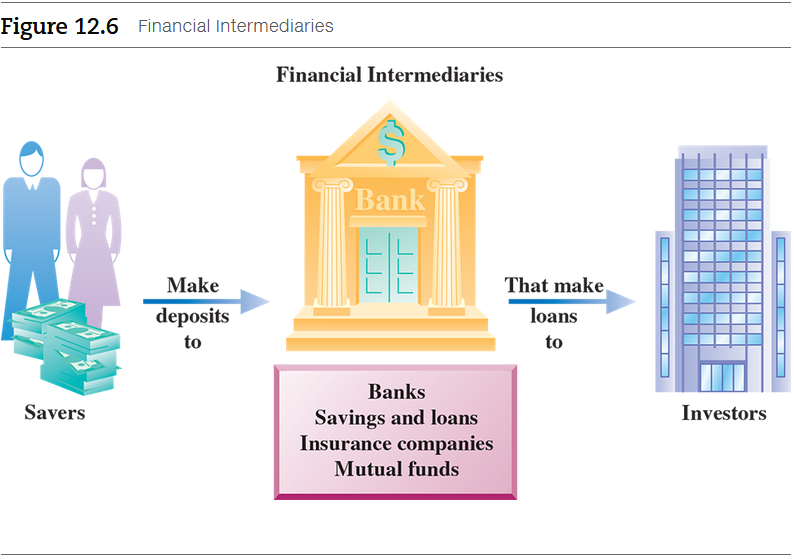 Figure 12.6 Financial Intermediaries
Financial Intermediaries
$
Bank
Make
deposits
to
That make
loans
to
Savers
Banks
Savings and loans
Insurance companies
Mutual funds
Investors